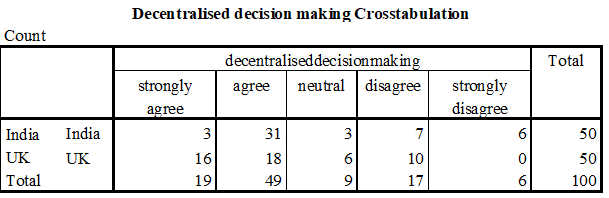 Decentralised decision making Crosstabulation
Count
decentraliseddecisionmaking Total
strongly agree neutral disagree strongly
agree disagree
India India 3 31 3 7 6 50
UK UK 16 18 6 10 0 50
Total 19 49 9 17 6 100